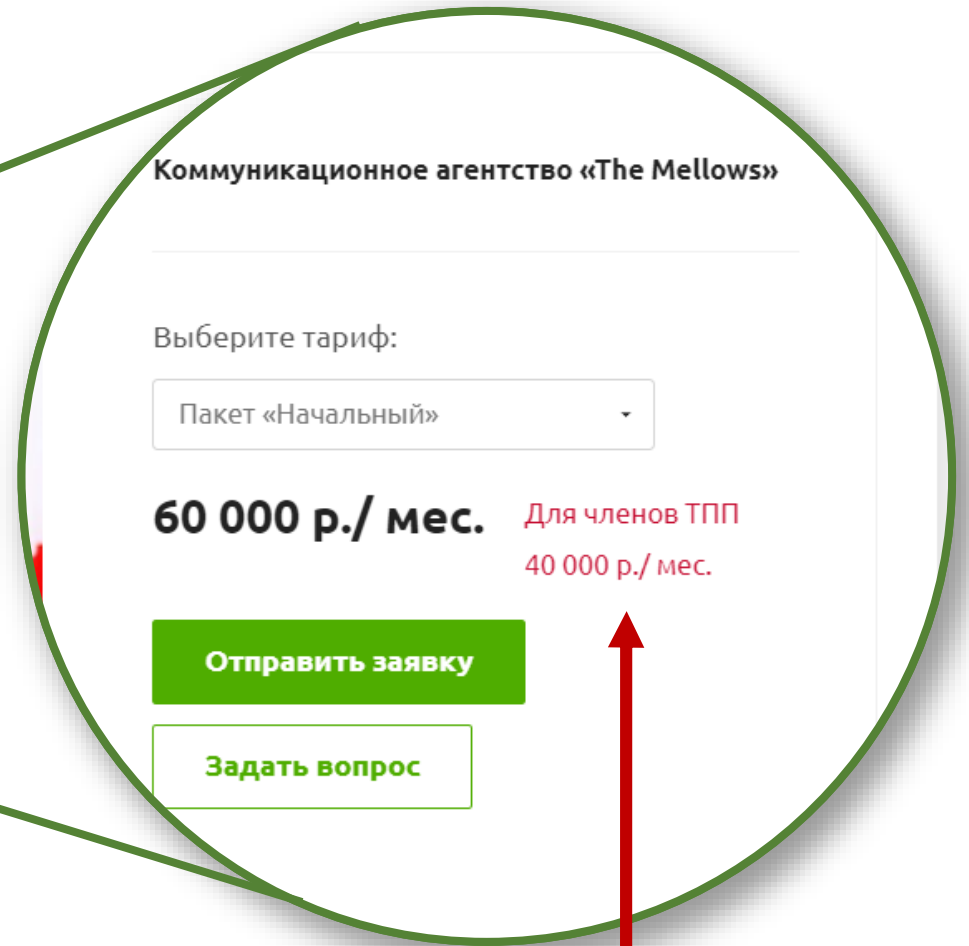 Коммуникационное агентство «The Mellows»
Выберите тариф:
Пакет «Начальный»
60 000 р./ мес.
Для членов ТПП
40 000 р./ мес.
Отправить заявку
Задать вопрос